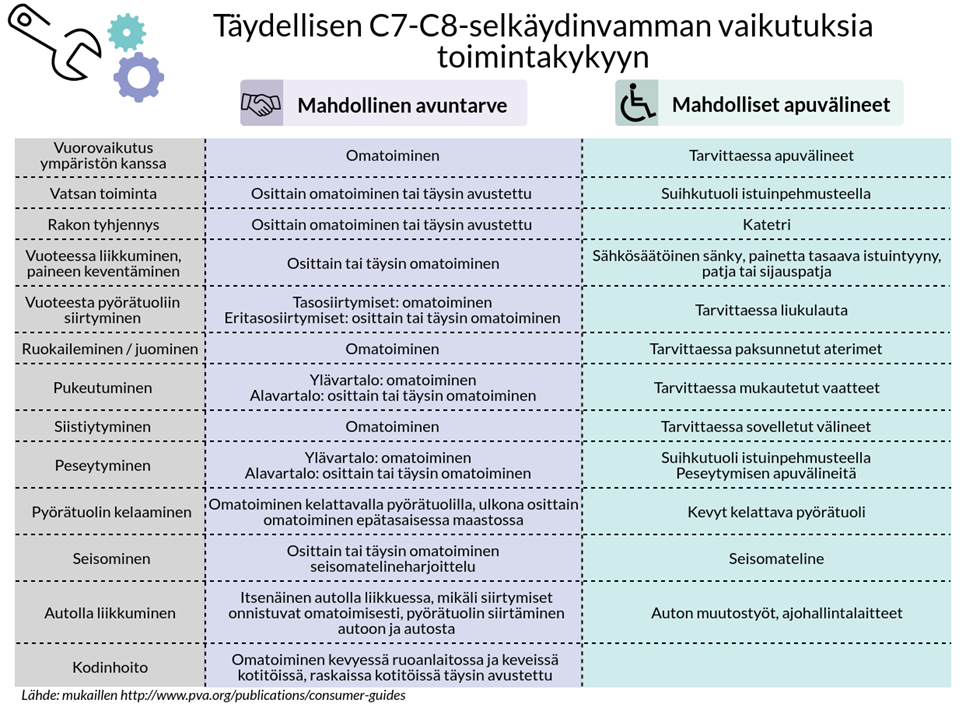 Täydellisen C7-C8-selkäydinvamman vaikutuksia
toimintakykyyn
Mahdollinen avuntarve
Mahdolliset apuvälineet
Vuorovaikutus
ympäristön kanssa
Omatoiminen
Tarvittaessa apuvälineet
Vatsan toiminta
Osittain omatoiminen tai täysin avustettu
Suihkutuoli istuinpehmusteella
Rakon tyhjennys
Osittain omatoiminen tai täysin avustettu
Katetri
Vuoteessa liikkuminen,
paineen keventäminen
Osittain tai täysin omatoiminen
Sähkösäätöinen sänky, painetta tasaava istuintyyny,
patja tai sijauspatja
Vuoteesta pyörätuoliin
siirtyminen
Tasosiirtymiset: omatoiminen
Eritasosiirtymiset: osittain tai täysin omatoiminen
Tarvittaessa liukulauta
Ruokaileminen / juominen
Omatoiminen
Tarvittaessa paksunnetut aterimet
Pukeutuminen
Ylävartalo: omatoiminen
Alavartalo: osittain tai täysin omatoiminen
Tarvittaessa mukautetut vaatteet
Siistiytyminen
Omatoiminen
Tarvittaessa sovelletut välineet
Peseytyminen
Ylävartalo: omatoiminen
Alavartalo: osittain tai täysin omatoiminen
Suihkutuoli istuinpehmusteella
Peseytymisen apuvälineitä
Pyörätuolin kelaaminen
Omatoiminen kelattavalla pyörätuolilla, ulkona osittain
omatoiminen epätasaisessa maastossa
Kevyt kelattava pyörätuoli
Seisominen
Osittain tai täysin omatoiminen
seisomatelineharjoittelu
Seisomateline
Autolla liikkuminen
Itsenäinen autolla liikkuessa, mikäli siirtymiset
onnistuvat omatoimisesti, pyörätuolin siirtäminen
autoon ja autosta
Auton muutostyöt, ajohallintalaitteet
Kodinhoito
Omatoiminen kevyessä ruoanlaitossa ja keveissä
kotitöissä, raskaissa kotitöissä täysin avustettu
Lähde: mukaillen http://www.pva.org/publications/consumer-guides